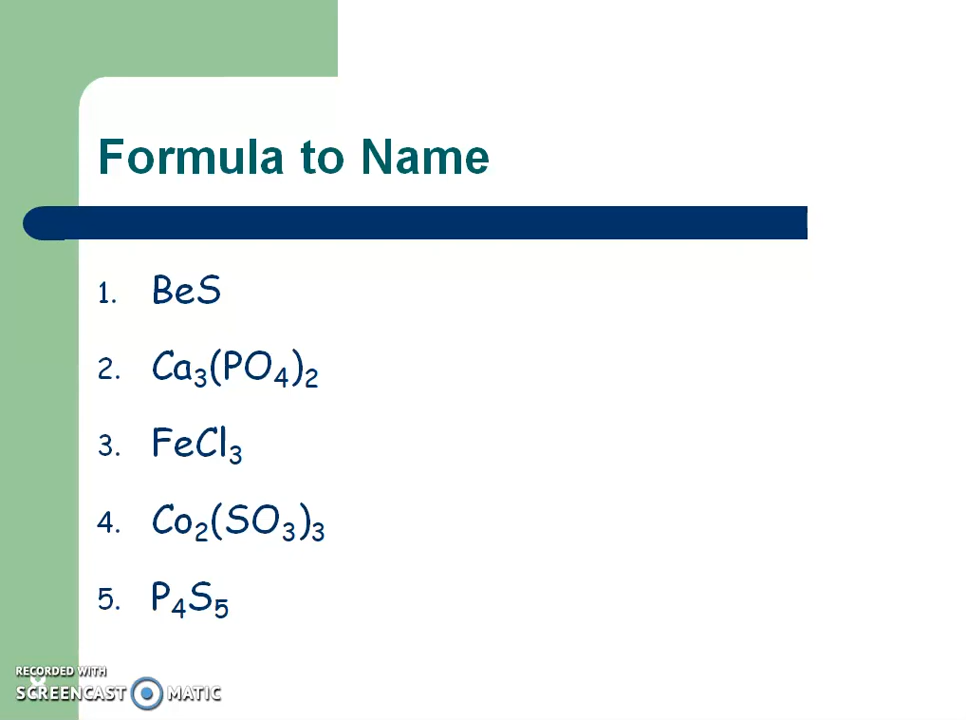 Formula to Name
1. BeS
2. Ca₃(PO₄)₂
3. FeCl₃
4. Co₂(SO₃)₃
5. P₄S₅
RECORDED WITH
SCREENCAST MATIC